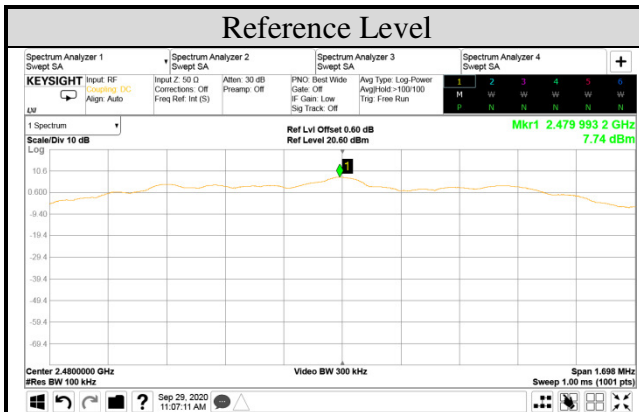 Reference Level
Spectrum Analyzer 1
Swept SA
Spectrum Analyzer 2
Swept SA
Spectrum Analyzer 3
Swept SA
Spectrum Analyzer 4
Swept SA
+
KEYSIGHT
Input: RF
Coupling: DC
Align: Auto
LXI
Input Z: 50 Ω
Corrections: Off
Freq Ref: Int (S)
Atten: 30 dB
Preamp: Off
PNO: Best Wide
Gate: Off
IF Gain: Low
Sig Track: Off
Avg Type: Log-Power
Avg|Hold:>100/100
Trig: Free Run
1 2 3 4 5 6
M W W W W W
P N N N N N
1 Spectrum
Scale/Div 10 dB
Log
Ref Lvl Offset 0.60 dB
Ref Level 20.60 dBm
Mkr1 2.479 993 2 GHz
7.74 dBm
1
10.6
0.600
-9.40
-19.4
-29.4
-39.4
-49.4
-59.4
-69.4
Center 2.4800000 GHz
#Res BW 100 kHz
Video BW 300 kHz
Span 1.698 MHz
Sweep 1.00 ms (1001 pts)
?
Sep 29, 2020
11:07:11 AM